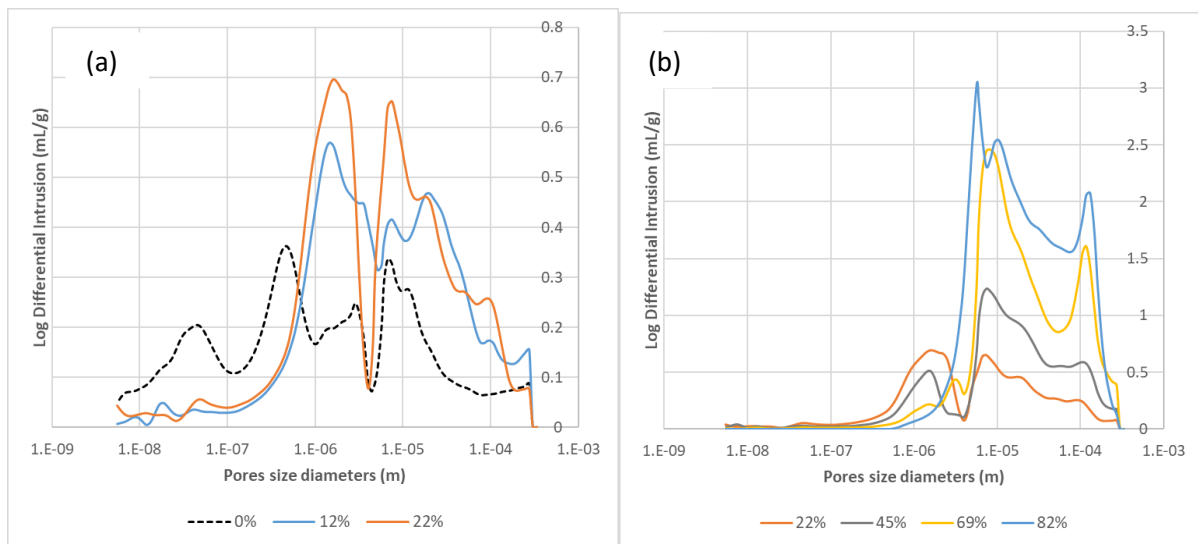 (a)
Log Differential Intrusion (mL/g)
0.8
0.7
0.6
0.5
0.4
0.3
0.2
0.1
0
1.E-09 1.E-08 1.E-07 1.E-06 1.E-05 1.E-04 1.E-03
Pores size diameters (m)
0% 12% 22%
(b)
3.5
3
2.5
2
1.5
1
0.5
0
Log Differential Intrusion (mL/g)
1.E-09 1.E-08 1.E-07 1.E-06 1.E-05 1.E-04 1.E-03
Pores size diameters (m)
22% 45% 69% 82%